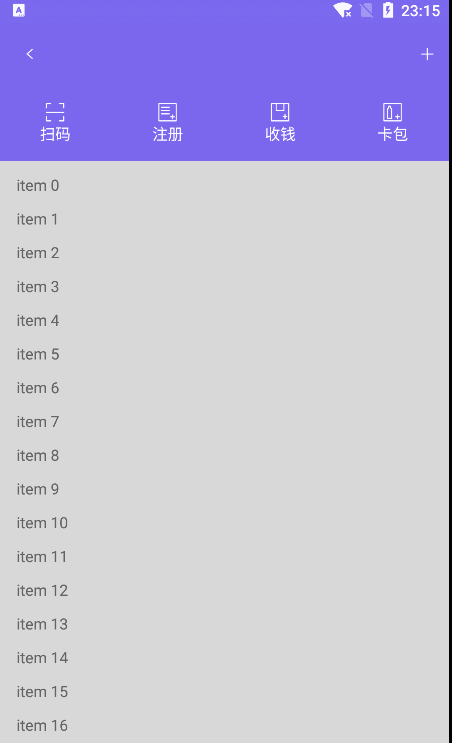 23:15
扫码 注册 收钱 卡包
item 0
item 1
item 2
item 3
item 4
item 5
item 6
item 7
item 8
item 9
item 10
item 11
item 12
item 13
item 14
item 15
item 16